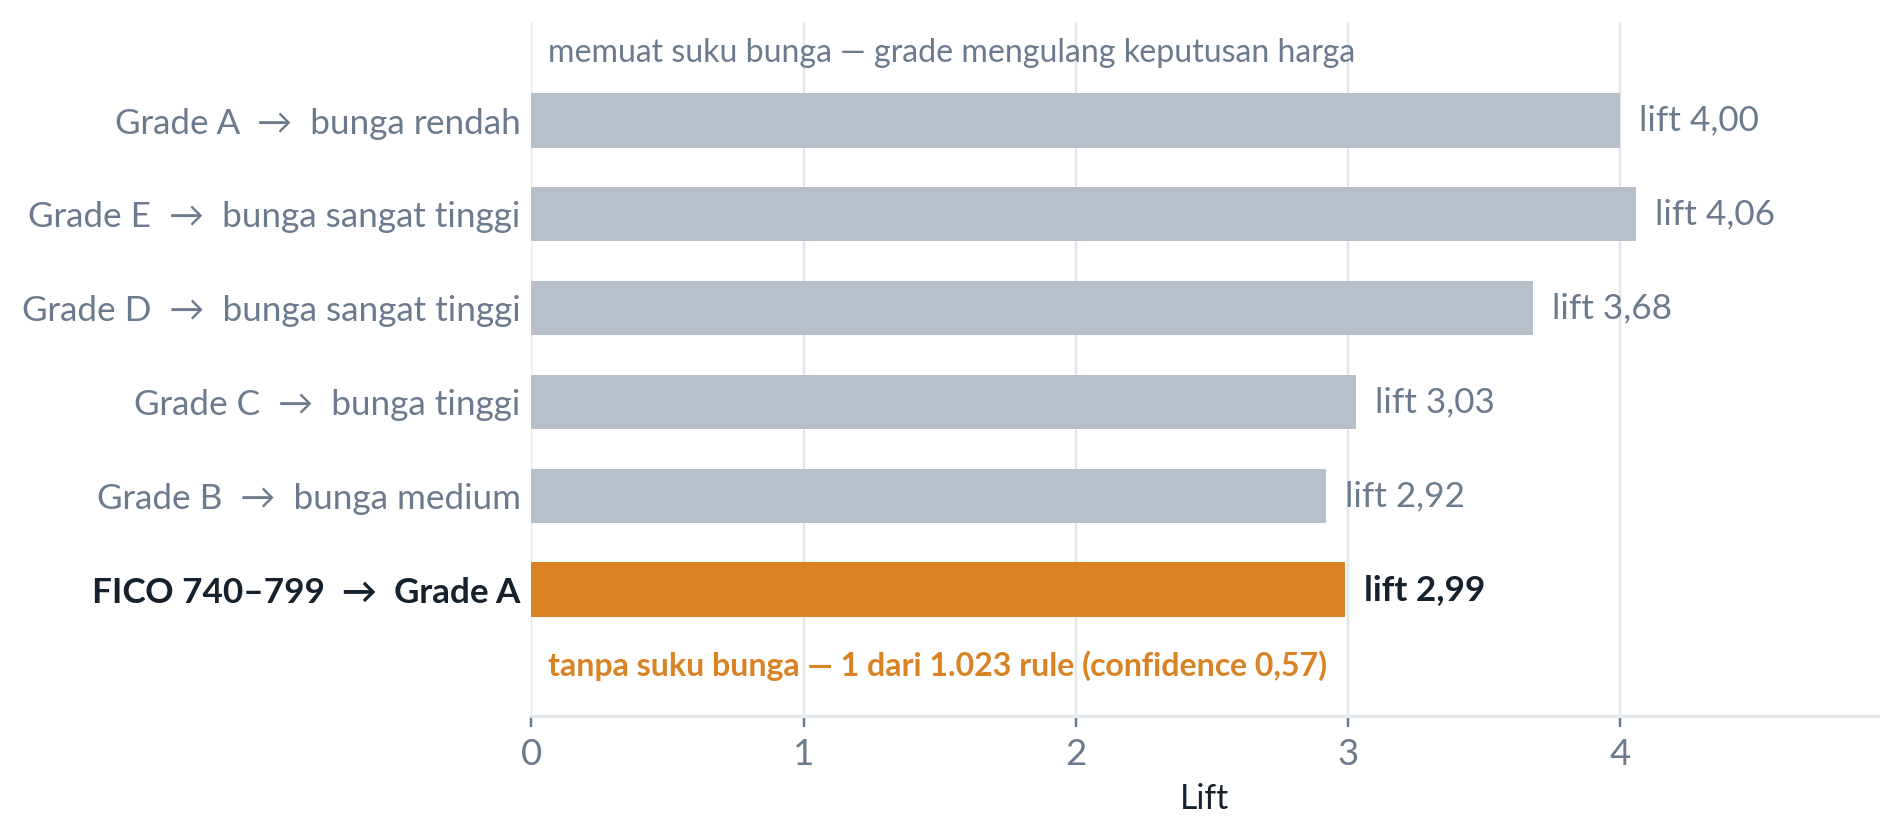 memuat suku bunga — grade mengulang keputusan harga
Grade A → bunga rendah lift 4,00
Grade E → bunga sangat tinggi lift 4,06
Grade D → bunga sangat tinggi lift 3,68
Grade C → bunga tinggi lift 3,03
Grade B → bunga medium lift 2,92
FICO 740–799 → Grade A lift 2,99
tanpa suku bunga — 1 dari 1.023 rule (confidence 0,57)
0 1 2 3 4
Lift